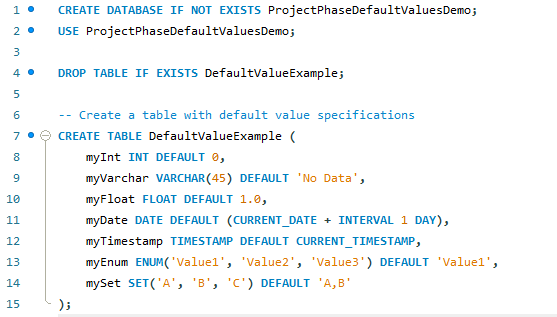 1 CREATE DATABASE IF NOT EXISTS ProjectPhaseDefaultValuesDemo;
2 USE ProjectPhaseDefaultValuesDemo;
3
4 DROP TABLE IF EXISTS DefaultValueExample;
5
6 -- Create a table with default value specifications
7 CREATE TABLE DefaultValueExample (
8 myInt INT DEFAULT 0,
9 myVarchar VARCHAR(45) DEFAULT 'No Data',
10 myFloat FLOAT DEFAULT 1.0,
11 myDate DATE DEFAULT (CURRENT_DATE + INTERVAL 1 DAY),
12 myTimestamp TIMESTAMP DEFAULT CURRENT_TIMESTAMP,
13 myEnum ENUM('Value1', 'Value2', 'Value3') DEFAULT 'Value1',
14 mySet SET('A', 'B', 'C') DEFAULT 'A,B'
15 );